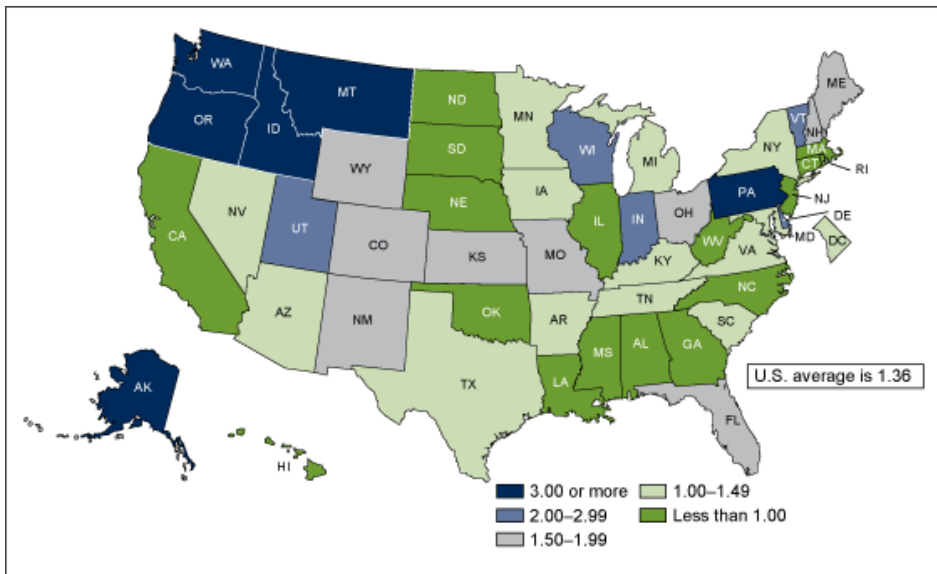 WA
MT
ND
MN
ME
VT
NH
OR
ID
SD
WI
MI
NY
MA
CT
RI
WY
IA
PA
NJ
NE
NV
UT
IL
IN
OH
DE
CA
CO
WV
MD
DC
KS
MO
KY
VA
NC
TN
AZ
NM
OK
AR
SC
MS
AL
GA
TX
LA
U.S. average is 1.36
AK
FL
HI
3.00 or more
2.00–2.99
1.50–1.99
1.00–1.49
Less than 1.00